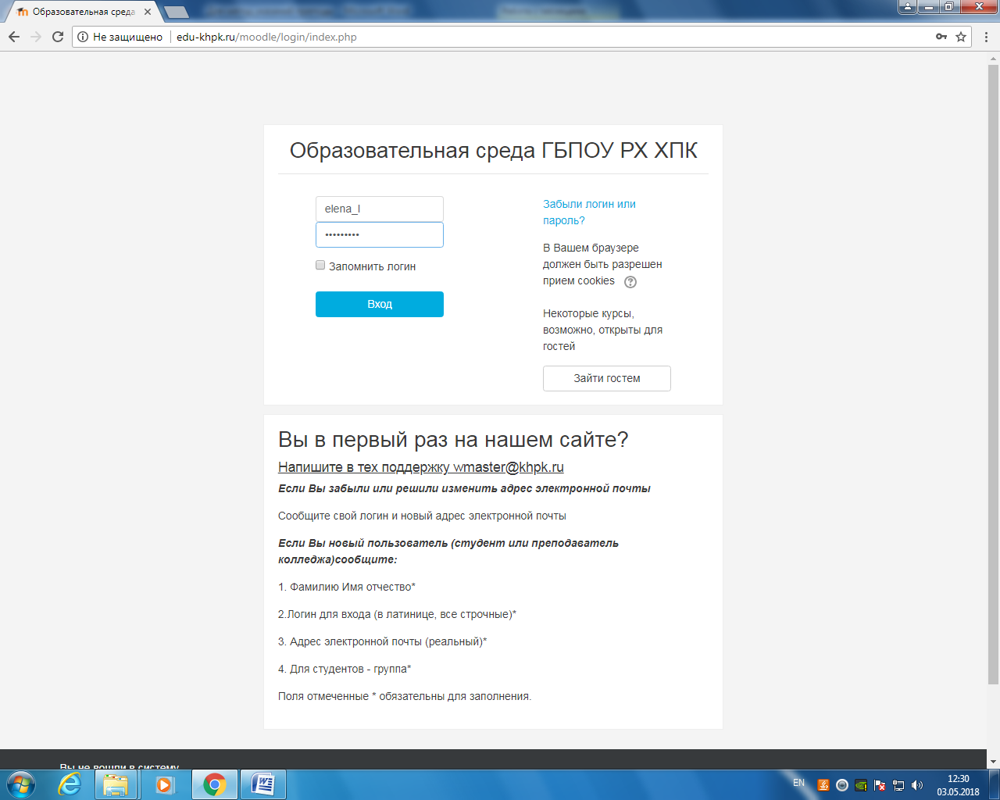 Образовательная среда
Не защищено
edu-khpk.ru/moodle/login/index.php
Образовательная среда ГБПОУ РХ ХПК
elena_l
•••••••••
Запомнить логин
Вход
Забыли логин или
пароль?
В Вашем браузере
должен быть разрешен
прием cookies
Некоторые курсы,
возможно, открыты для
гостей
Зайти гостем
Вы в первый раз на нашем сайте?
Напишите в тех поддержку wmaster@khpk.ru
Если Вы забыли или решили изменить адрес электронной почты
Сообщите свой логин и новый адрес электронной почты
Если Вы новый пользователь (студент или преподаватель
колледжа)сообщите:
1. Фамилию Имя отчество*
2.Логин для входа (в латинице, все строчные)*
3. Адрес электронной почты (реальный)*
4. Для студентов - группа*
Поля отмеченные * обязательны для заполнения.
Вы не вошли в систему
EN
12:30
03.05.2018